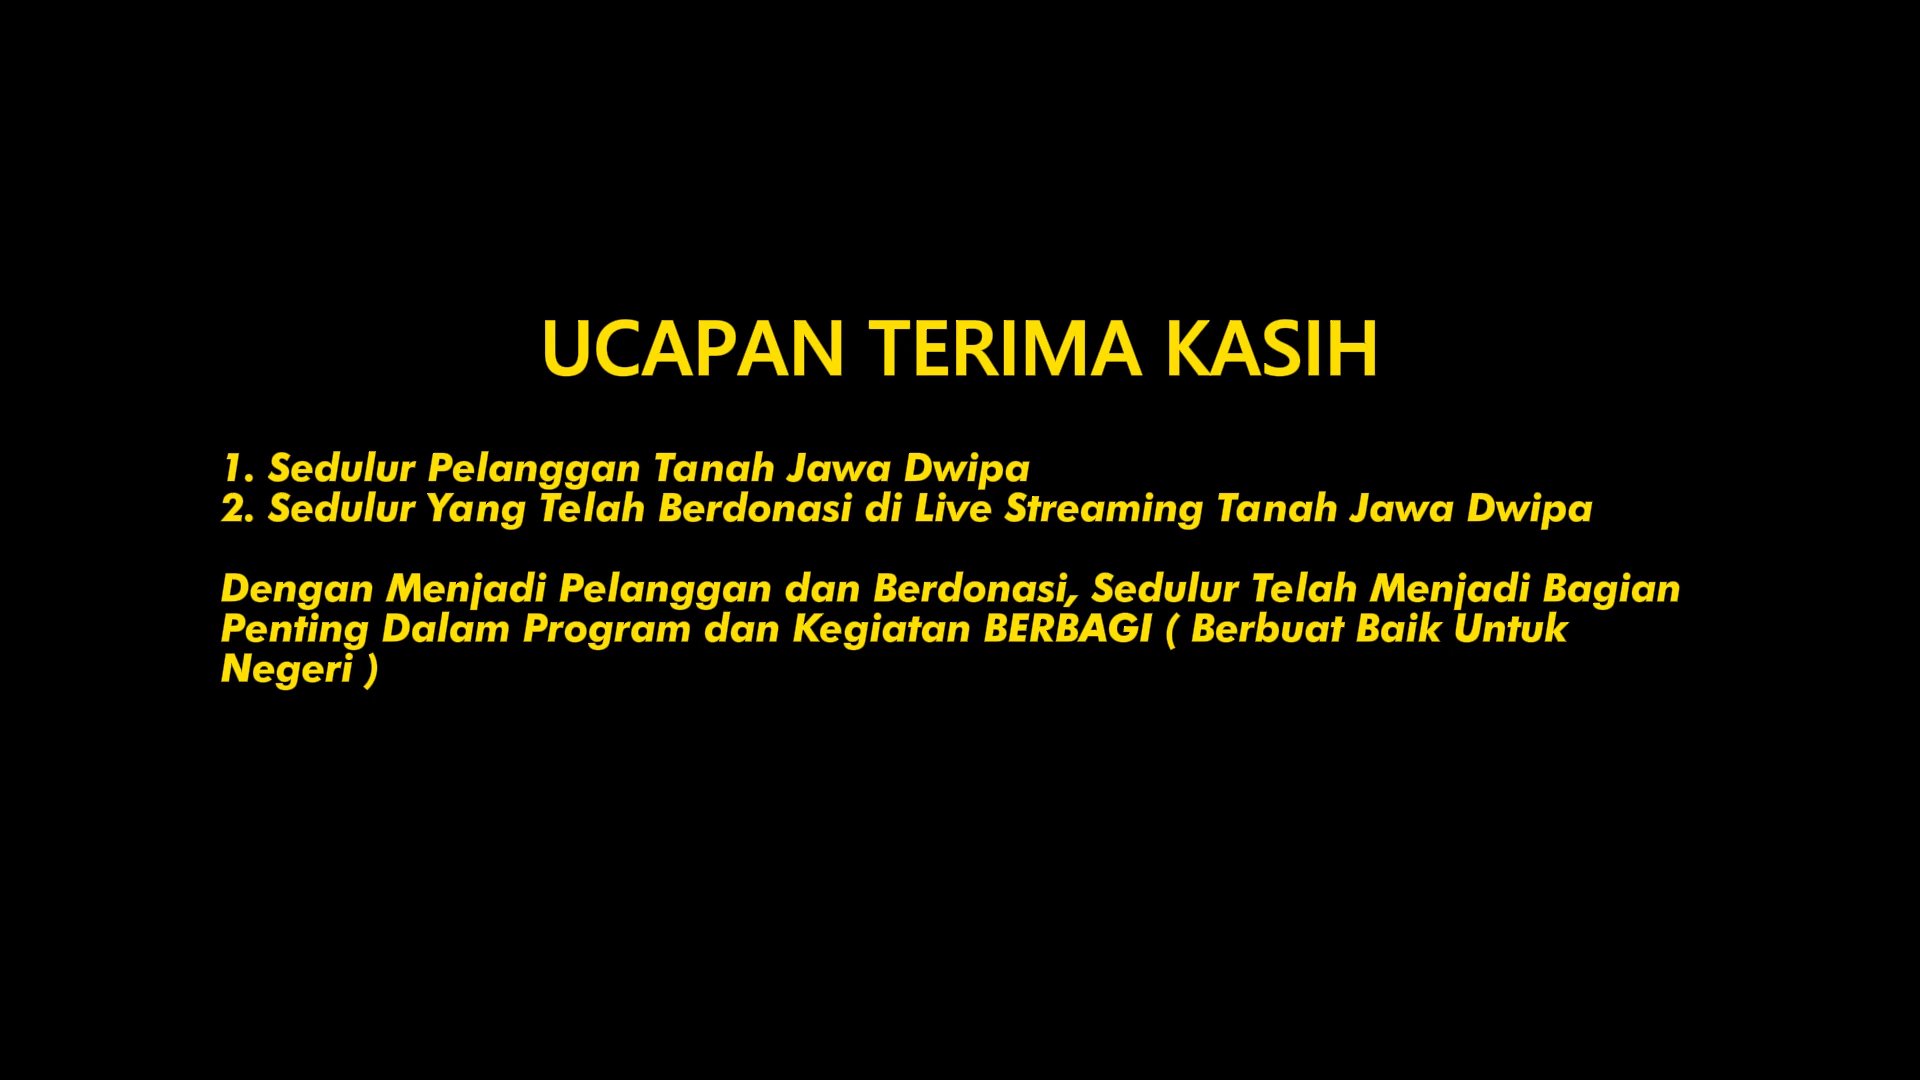 UCAPAN TERIMA KASIH
1. Sedulur Pelanggan Tanah Jawa Dwipa
2. Sedulur Yang Telah Berdonasi di Live Streaming Tanah Jawa Dwipa
Dengan Menjadi Pelanggan dan Berdonasi, Sedulur Telah Menjadi Bagian
Penting Dalam Program dan Kegiatan BERBAGI ( Berbuat Baik Untuk
Negeri )